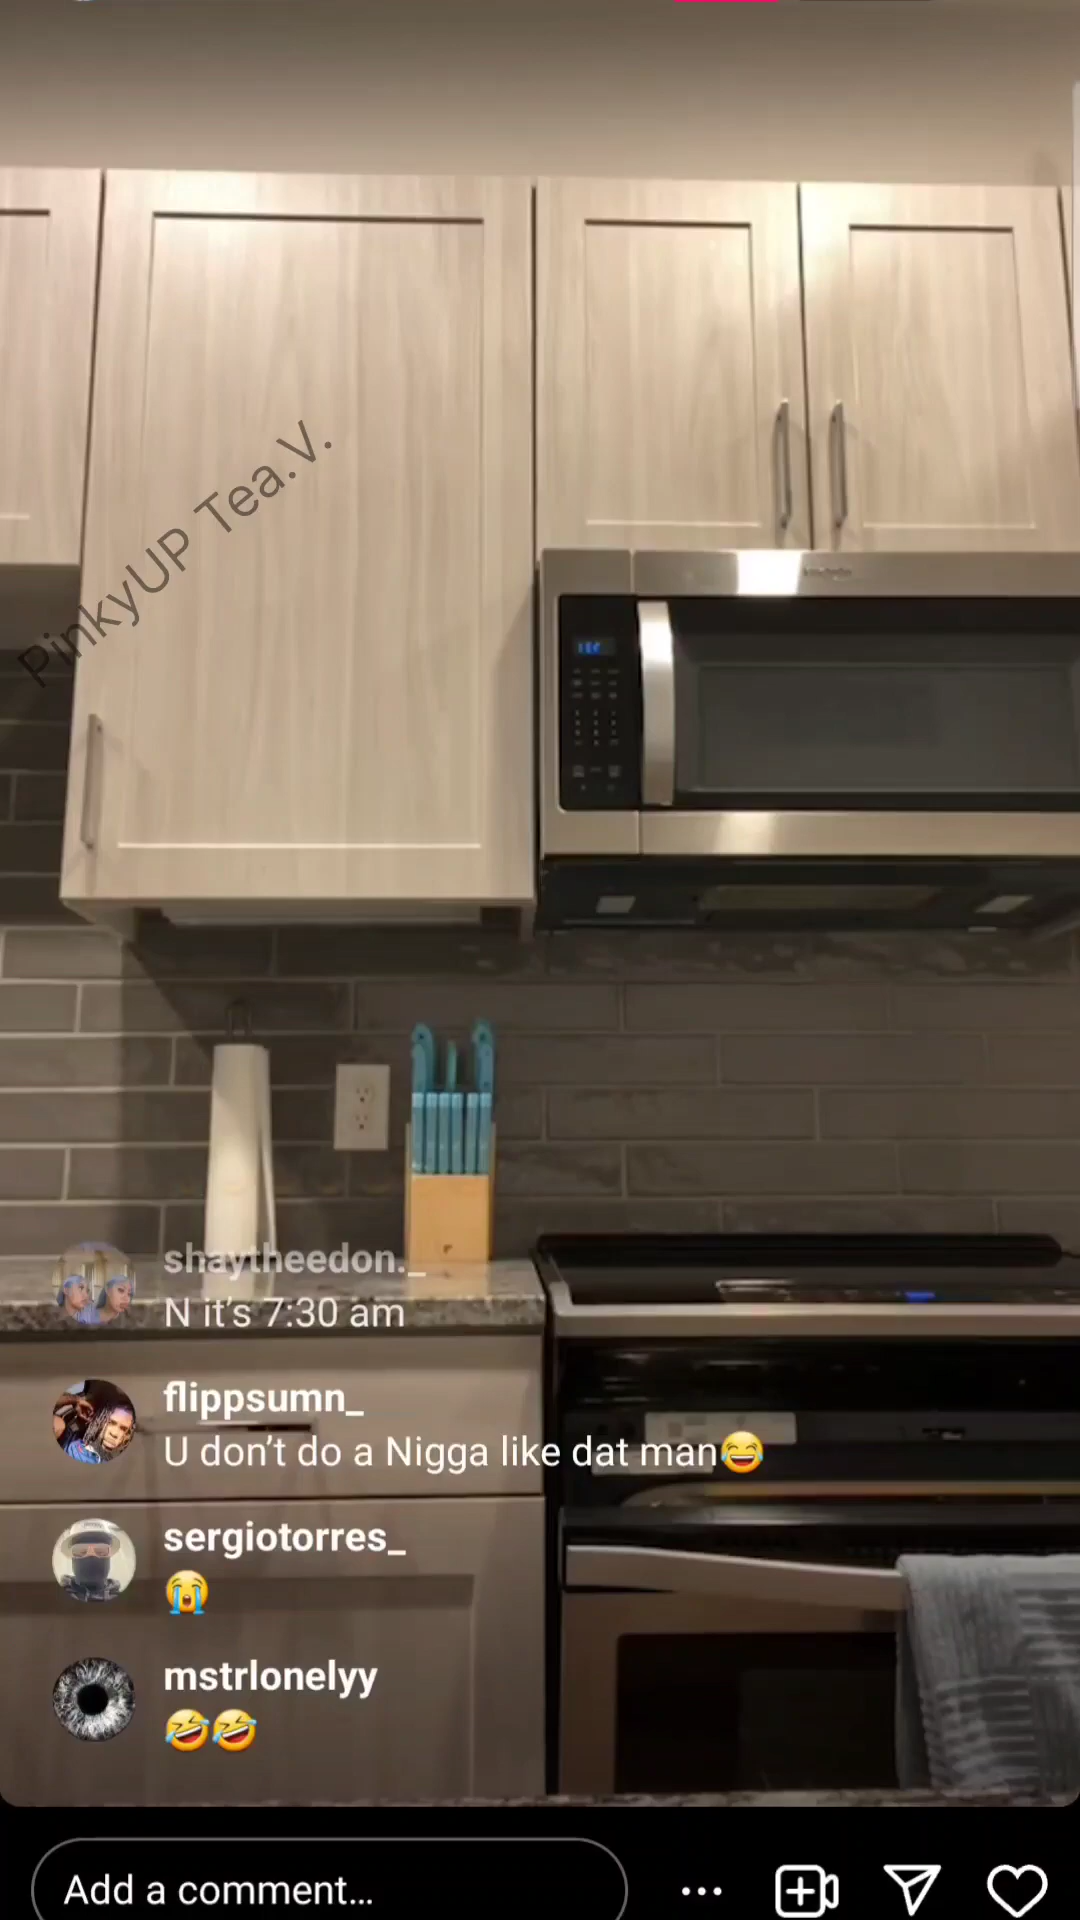 PinkyUP Tea.V.
shaytheedon._
N it’s 7:30 am
flippsumn_
U don’t do a Nigga like dat man😂
sergiotorres_
😭
mstrlonelyy
🤣🤣
Add a comment...